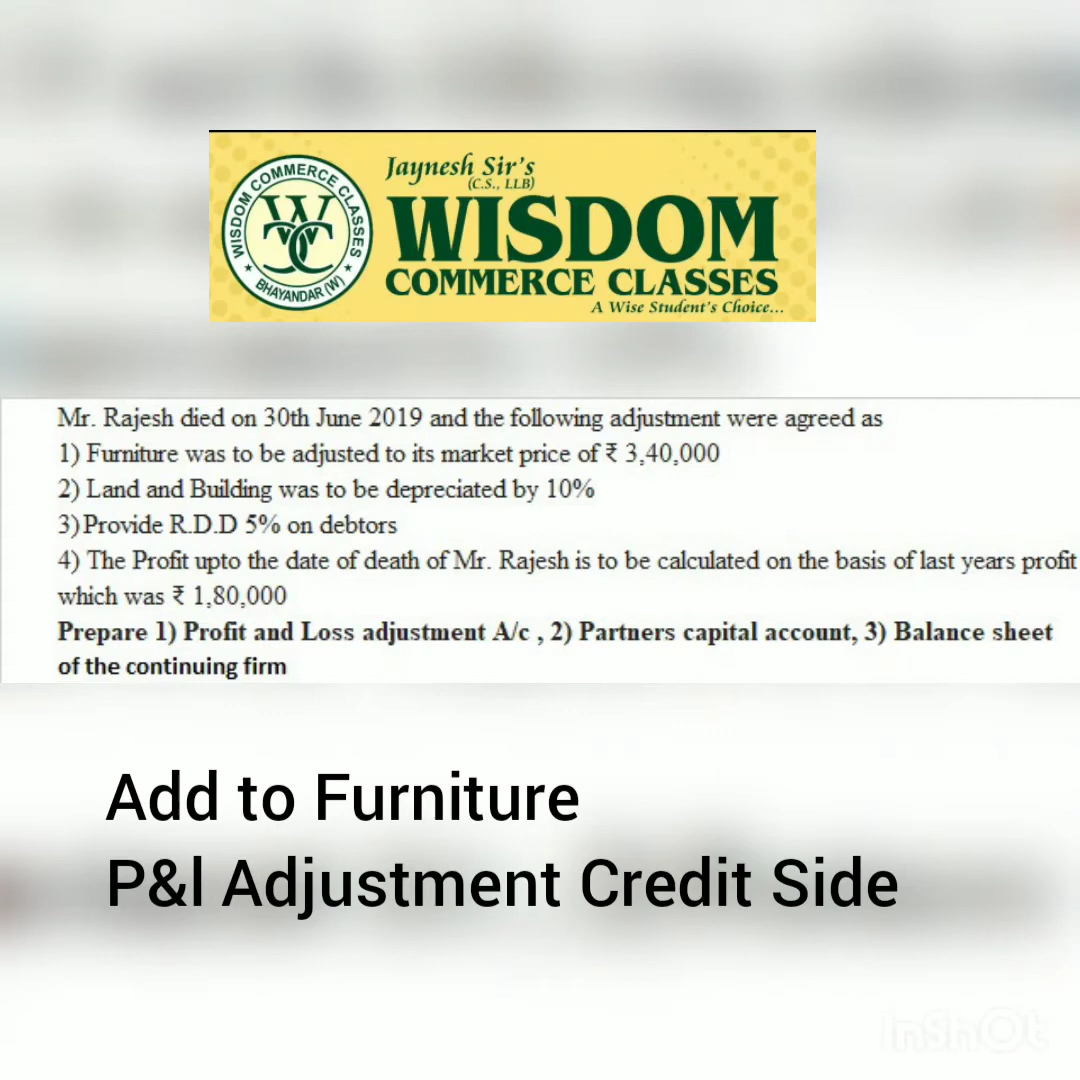 WISDOM COMMERCE CLASSES
WCC
★ BHAYANDAR (W) ★
Jaynesh Sir's
(C.S., LLB)
WISDOM
COMMERCE CLASSES
A Wise Student's Choice...
Mr. Rajesh died on 30th June 2019 and the following adjustment were agreed as
1) Furniture was to be adjusted to its market price of ₹ 3,40,000
2) Land and Building was to be depreciated by 10%
3) Provide R.D.D 5% on debtors
4) The Profit upto the date of death of Mr. Rajesh is to be calculated on the basis of last years profit
which was ₹ 1,80,000
Prepare 1) Profit and Loss adjustment A/c , 2) Partners capital account, 3) Balance sheet
of the continuing firm
Add to Furniture
P&l Adjustment Credit Side
InShOt